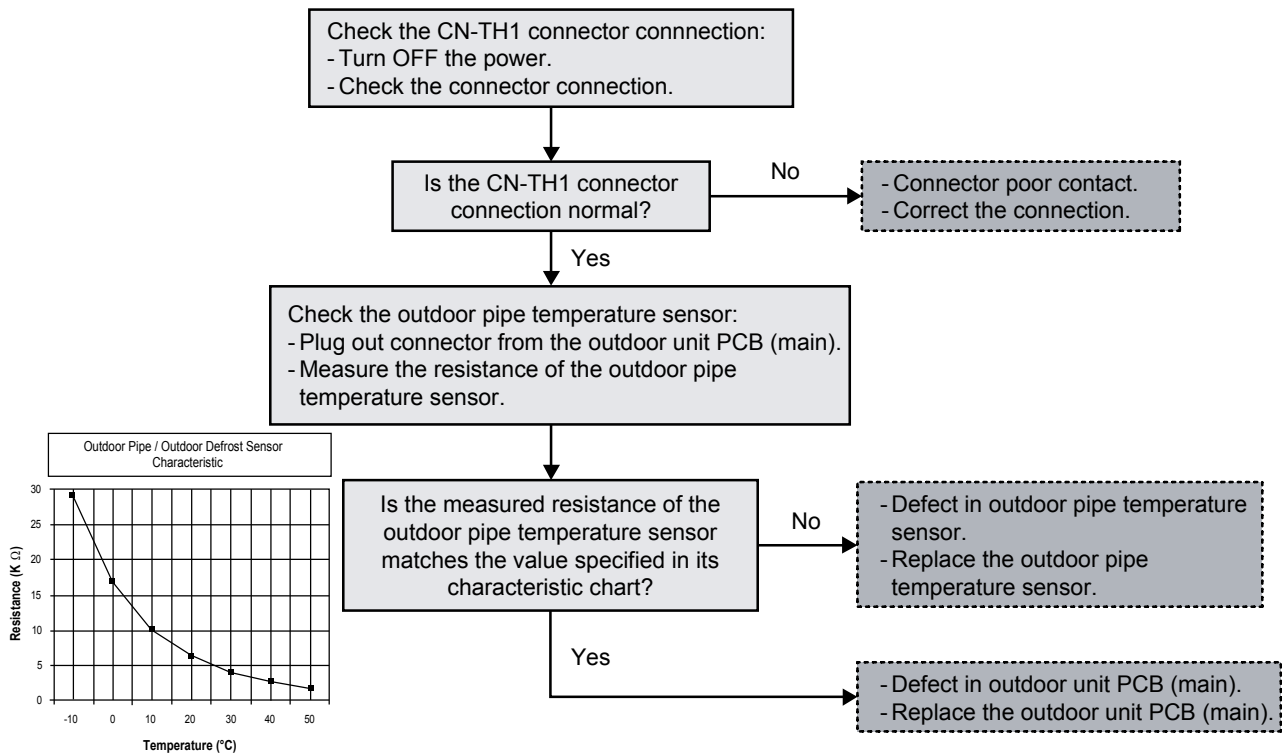 Check the CN-TH1 connector connnection:
- Turn OFF the power.
- Check the connector connection.
Is the CN-TH1 connector
connection normal?
No
- Connector poor contact.
- Correct the connection.
Yes
Check the outdoor pipe temperature sensor:
- Plug out connector from the outdoor unit PCB (main).
- Measure the resistance of the outdoor pipe
temperature sensor.
Outdoor Pipe / Outdoor Defrost Sensor
Characteristic
30
25
20
15
10
5
0
Resistance (K Ω)
-10 0 10 20 30 40 50
Temperature (°C)
Is the measured resistance of the
outdoor pipe temperature sensor
matches the value specified in its
characteristic chart?
No
- Defect in outdoor pipe temperature
sensor.
- Replace the outdoor pipe
temperature sensor.
Yes
- Defect in outdoor unit PCB (main).
- Replace the outdoor unit PCB (main).